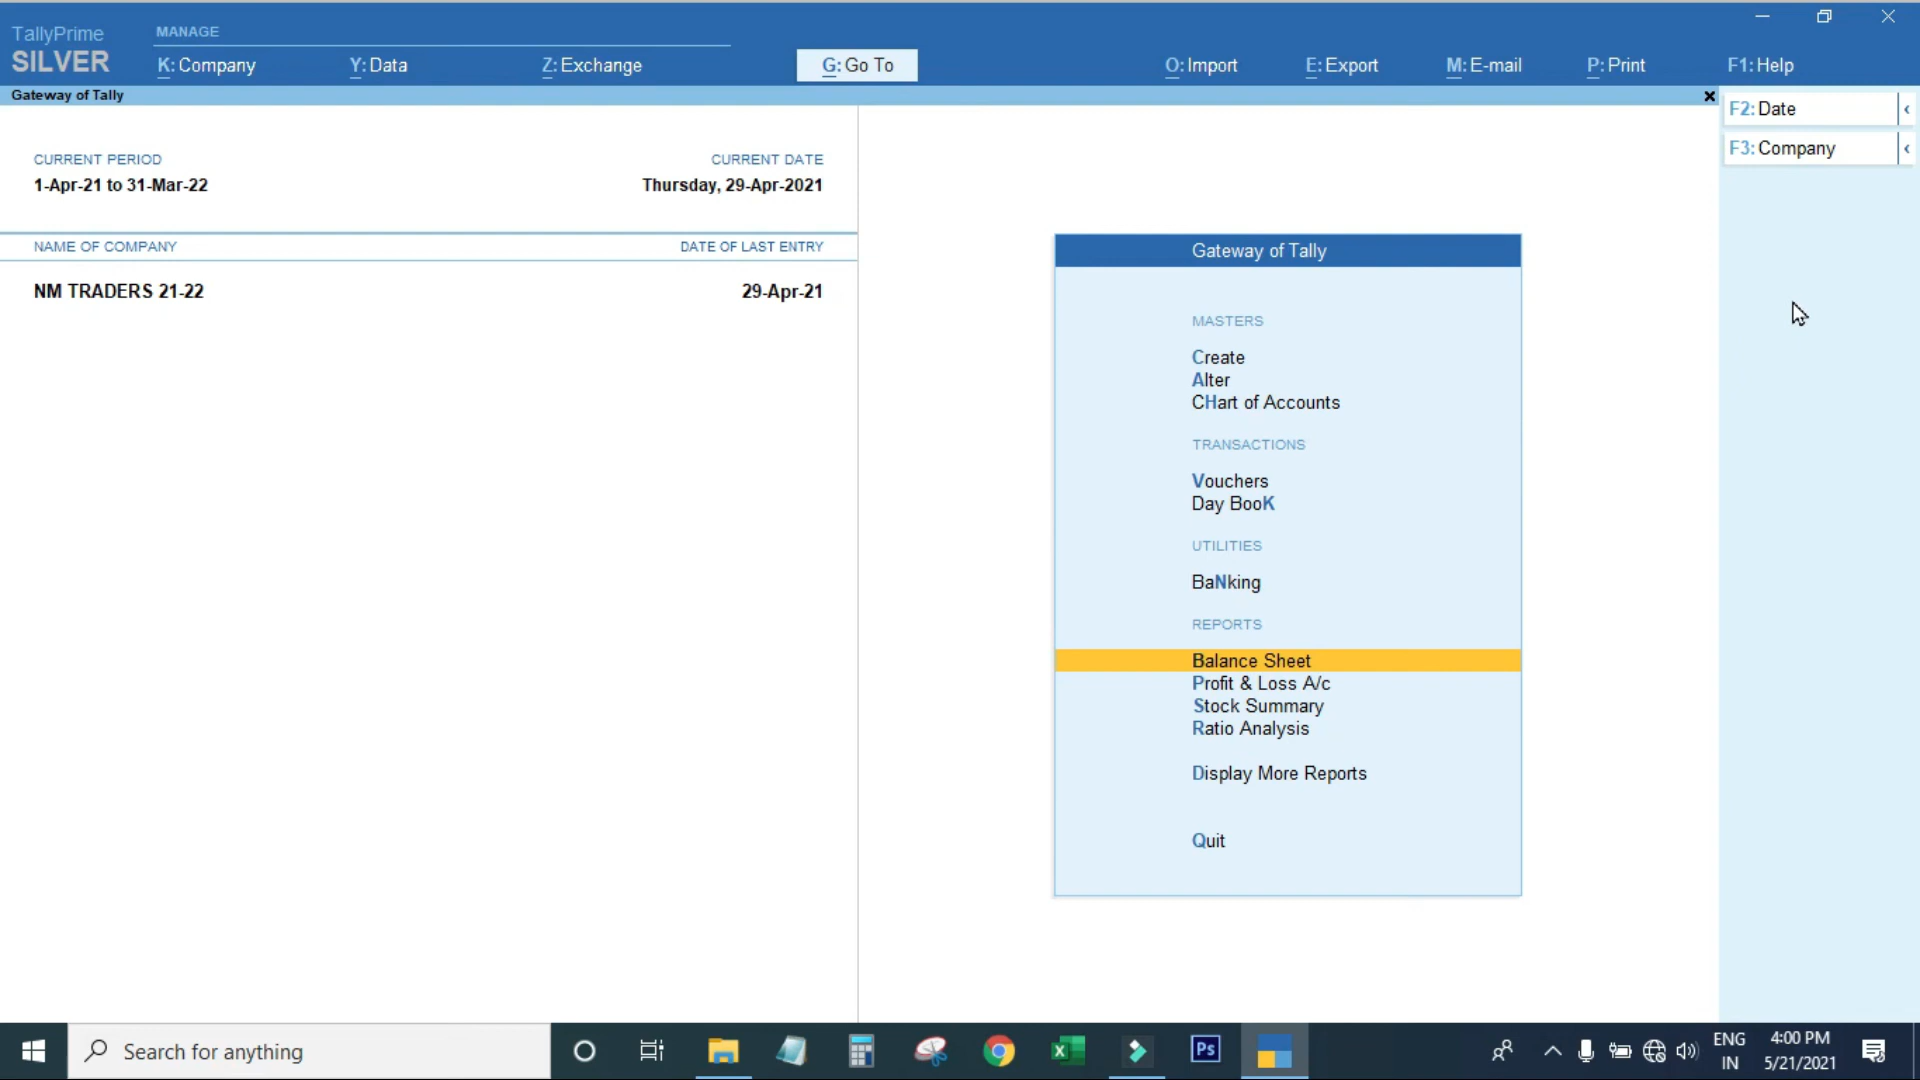 TallyPrime
SILVER
MANAGE
K: Company
Y: Data
Z: Exchange
G: Go To
O: Import
E: Export
M: E-mail
P: Print
F1: Help
Gateway of Tally
F2: Date
F3: Company
CURRENT PERIOD
CURRENT DATE
1-Apr-21 to 31-Mar-22
Thursday, 29-Apr-2021
NAME OF COMPANY
DATE OF LAST ENTRY
NM TRADERS 21-22
29-Apr-21
Gateway of Tally
MASTERS
Create
Alter
CHart of Accounts
TRANSACTIONS
Vouchers
Day BooK
UTILITIES
BaNking
REPORTS
Balance Sheet
Profit & Loss A/c
Stock Summary
Ratio Analysis
Display More Reports
Quit
Search for anything
Ps
ENG
IN
4:00 PM
5/21/2021